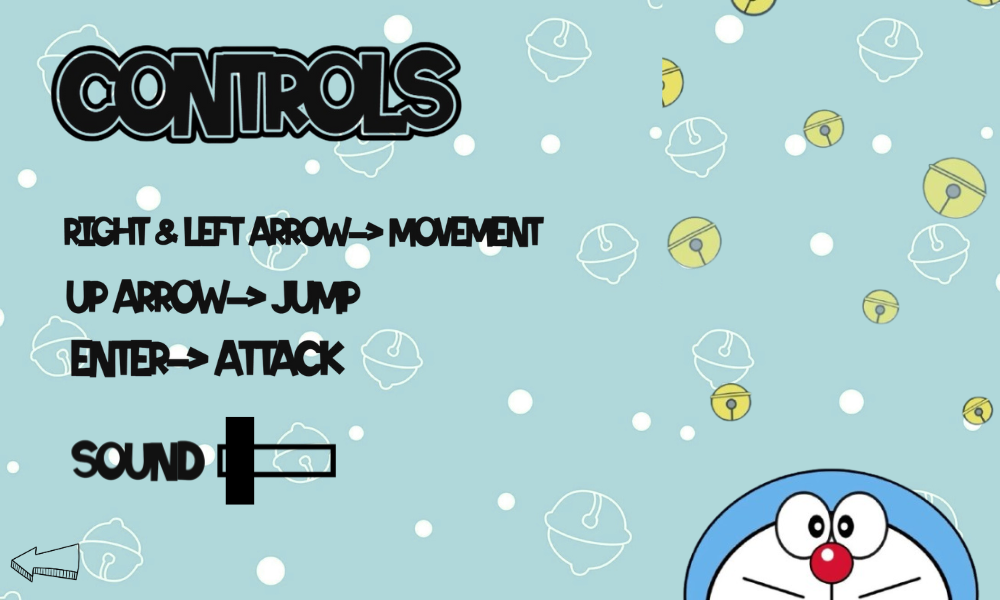 CONTROLS
RIGHT & LEFT ARROW--> MOVEMENT
UP ARROW--> JUMP
ENTER--> ATTACK
SOUND